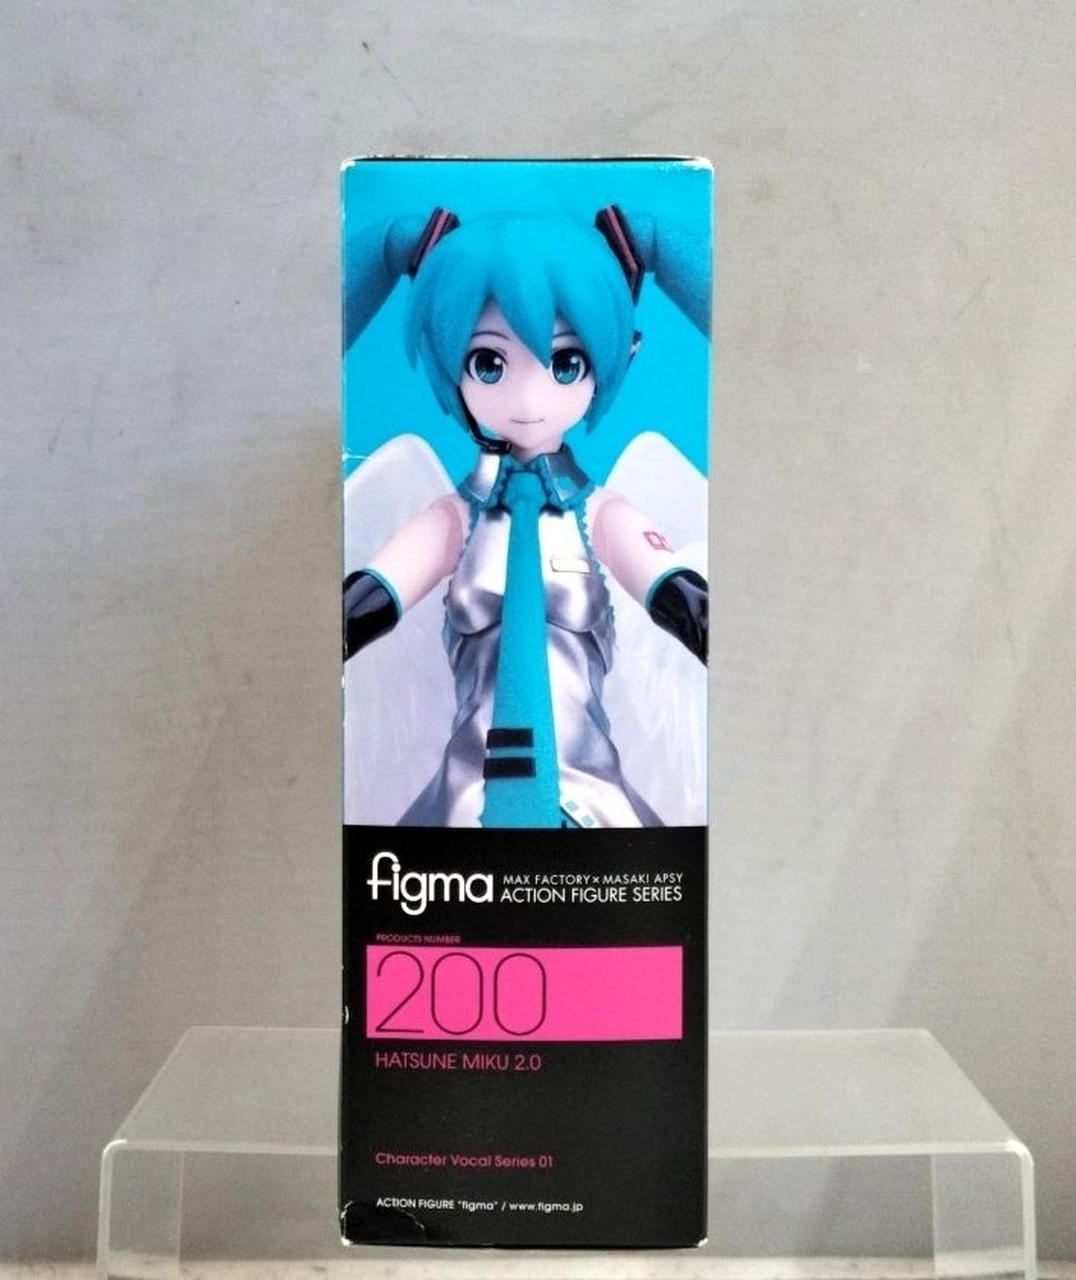 figma MAX FACTORY×MASAKI APSY
ACTION FIGURE SERIES
PRODUCTS NUMBER
200
HATSUNE MIKU 2.0
Character Vocal Series 01
ACTION FIGURE "figma" / www.figma.jp